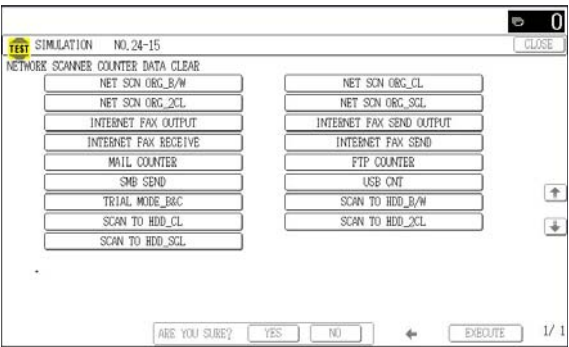 0
TEST SIMULATION NO.24-15 CLOSE
NETWORK SCANNER COUNTER DATA CLEAR
NET SCN ORG_B/W NET SCN ORG_CL
NET SCN ORG_2CL NET SCN ORG_SGL
INTERNET FAX OUTPUT INTERNET FAX SEND OUTPUT
INTERNET FAX RECEIVE INTERNET FAX SEND
MAIL COUNTER FTP COUNTER
SMB SEND USB CNT
TRIAL MODE_B&C SCAN TO HDD_B/W
SCAN TO HDD_CL SCAN TO HDD_2CL
SCAN TO HDD_SGL
ARE YOU SURE? YES NO EXECUTE 1/ 1